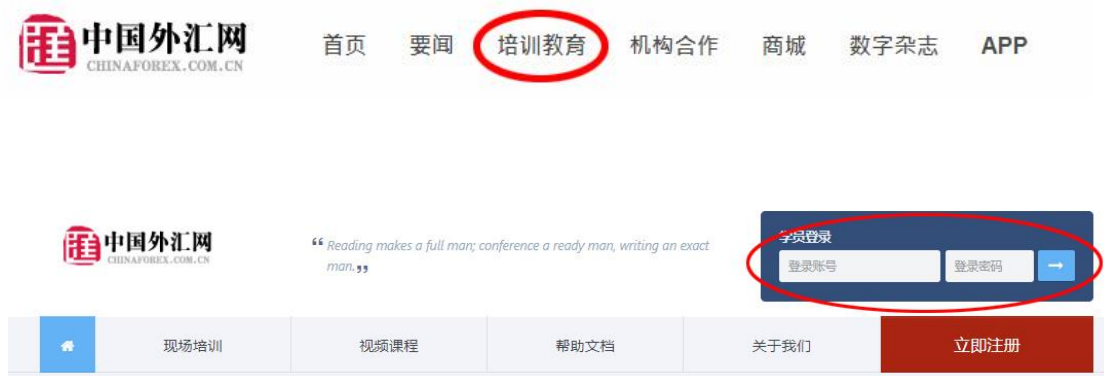 中国外汇网
CHINAFOREX.COM.CN
首页 要闻 培训教育 机构合作 商城 数字杂志 APP
中国外汇网
CHINAFOREX.COM.CN
“ Reading makes a full man; conference a ready man, writing an exact
man.”
学员登录
登录账号 登录密码
现场培训 视频课程 帮助文档 关于我们 立即注册